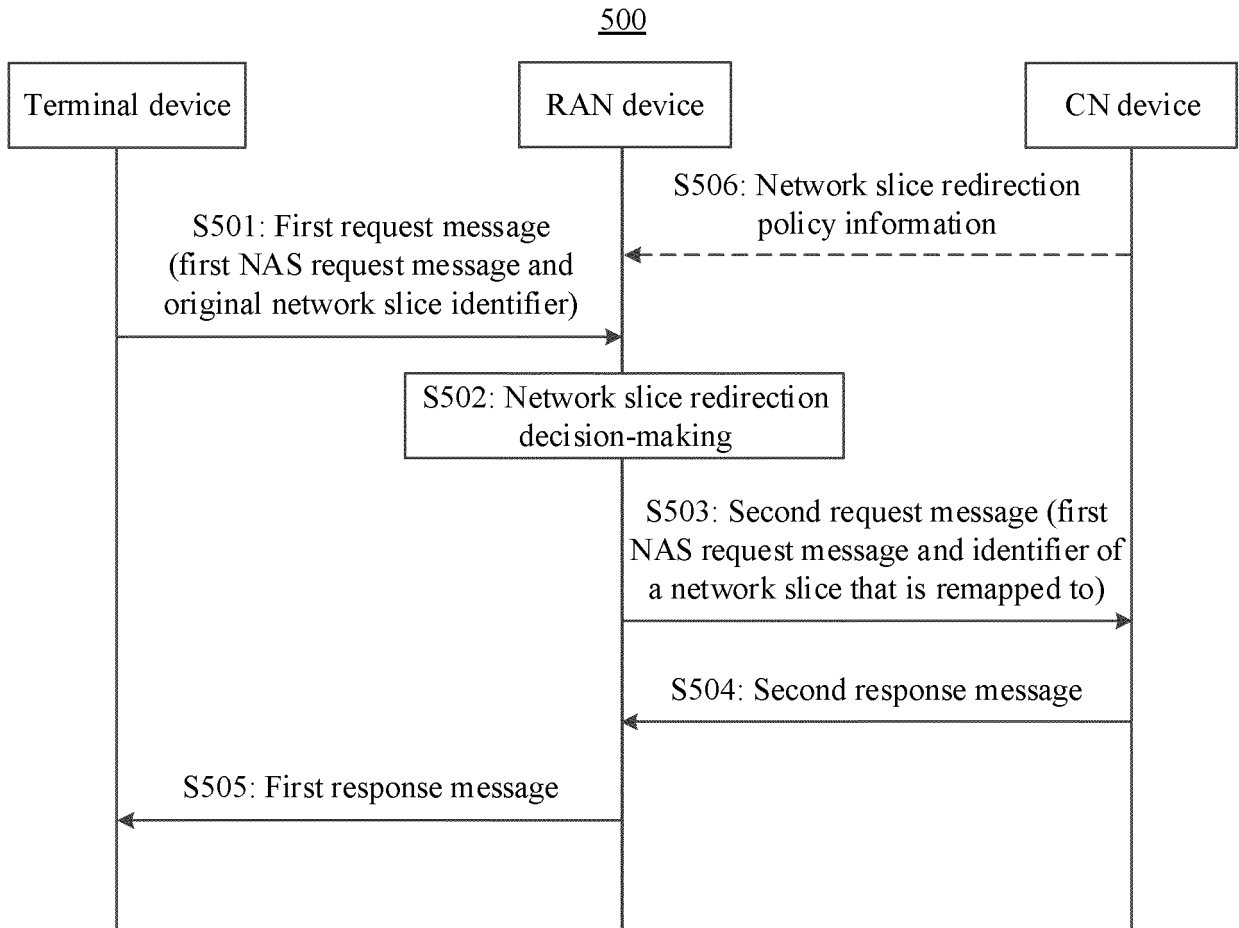 500
Terminal device
RAN device
CN device
S506: Network slice redirection
policy information
S501: First request message
(first NAS request message and
original network slice identifier)
S502: Network slice redirection
decision-making
S503: Second request message (first
NAS request message and identifier of
a network slice that is remapped to)
S504: Second response message
S505: First response message